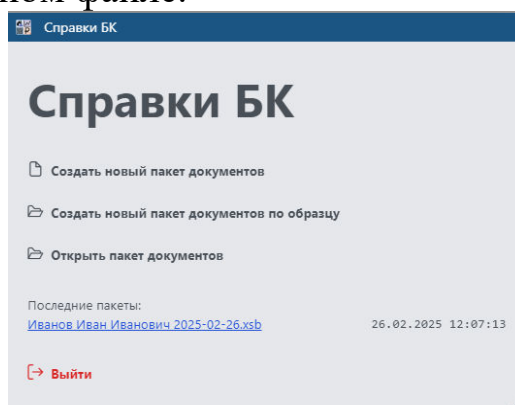 файле.
Справки БК
Справки БК
Создать новый пакет документов
Создать новый пакет документов по образцу
Открыть пакет документов
Последние пакеты:
Иванов Иван Иванович 2025-02-26.xsb 26.02.2025 12:07:13
Выйти